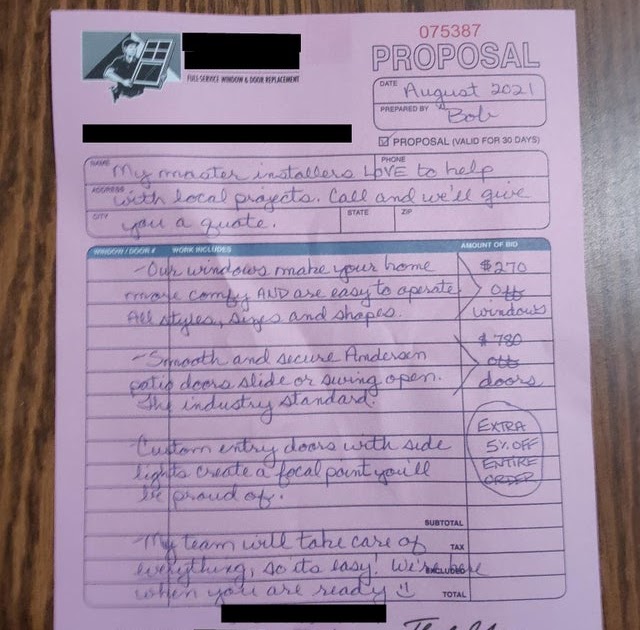 075387
PROPOSAL
FULL-SERVICE WINDOW & DOOR REPLACEMENT
DATE August 2021
PREPARED BY Bob
PROPOSAL (VALID FOR 30 DAYS)
NAME PHONE
My master installers LOVE to help
ADDRESS
with local projects. Call and we'll give
CITY STATE ZIP
you a quote.
WINDOW / DOOR # WORK INCLUDES AMOUNT OF BID
-Our windows make your home $270
more comfy AND are easy to operate. off
All styles, sizes and shapes. windows
$780
-Smooth and secure Andersen off
patio doors slide or swing open. doors
The industry standard.
EXTRA
-Custom entry doors with side 5% OFF
lights create a focal point you'll ENTIRE
be proud of. ORDER
SUBTOTAL
-My team will take care of TAX
everything, so its easy! We're here EXCLUDED
when you are ready TOTAL